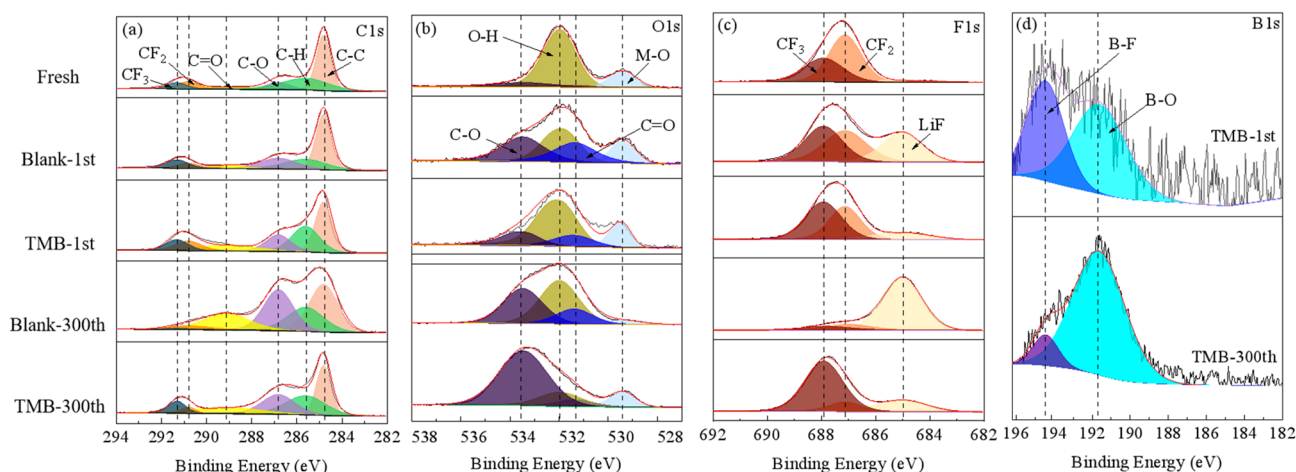 (a) C1s
CF₃
CF₂
C=O
C-O
C-H
C-C
Fresh
Blank-1st
TMB-1st
Blank-300th
TMB-300th
294 292 290 288 286 284 282
Binding Energy (eV)
(b) O1s
O-H
M-O
C-O
C=O
538 536 534 532 530 528
Binding Energy (eV)
(c) F1s
CF₃
CF₂
LiF
692 690 688 686 684 682
Binding Energy (eV)
(d) B 1s
B-F
B-O
TMB-1st
TMB-300th
196 194 192 190 188 186 184 182
Binding Energy (eV)